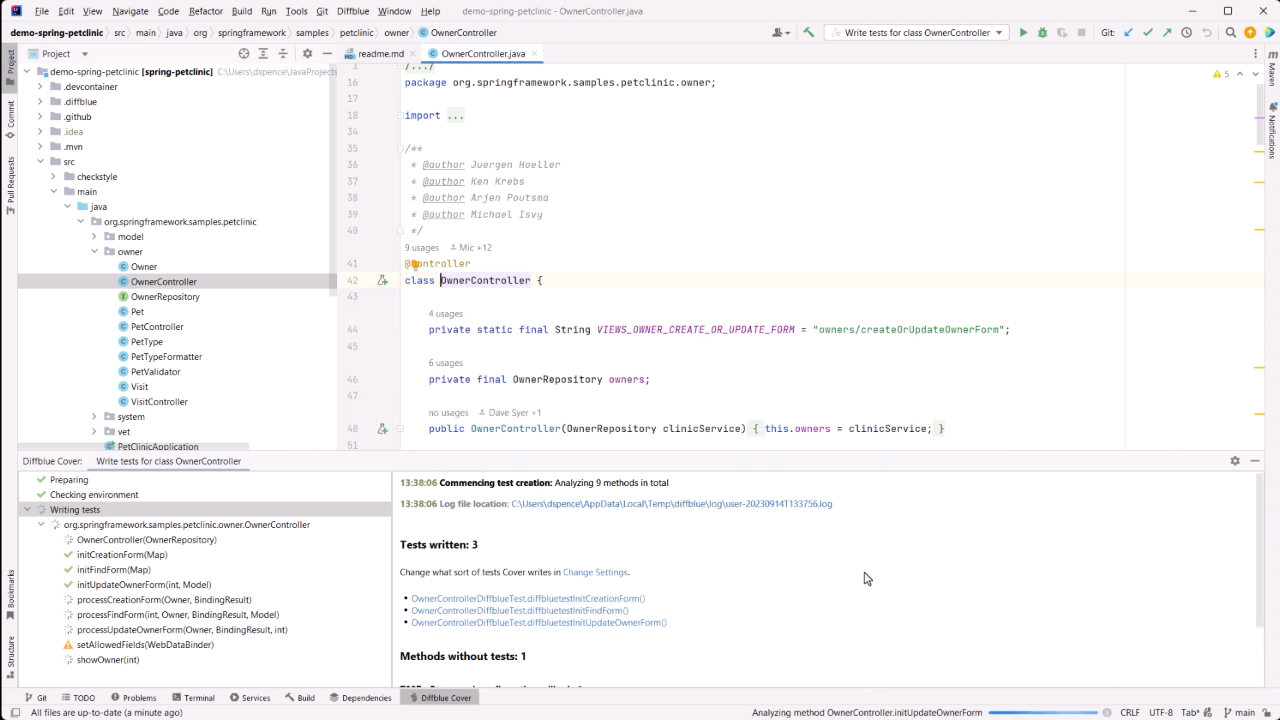 File Edit View Navigate Code Refactor Build Run Tools Git Diffblue Window Help demo-spring-petclinic - OwnerController.java
demo-spring-petclinic src main java org springframework samples petclinic owner OwnerController
Write tests for class OwnerController
Git:
Project
readme.md
OwnerController.java
Project
Commit
Pull Requests
Bookmarks
Structure
Maven
Notifications
demo-spring-petclinic [spring-petclinic] C:\Users\dspence\JavaProjects
.devcontainer
.diffblue
.github
.idea
.mvn
src
checkstyle
main
java
org.springframework.samples.petclinic
model
owner
Owner
OwnerController
OwnerRepository
Pet
PetController
PetType
PetTypeFormatter
PetValidator
Visit
VisitController
system
vet
PetClinicApplication
5
1 /.../
16 package org.springframework.samples.petclinic.owner;
17
18 import ...
34
35 /**
36 * @author Juergen Hoeller
37 * @author Ken Krebs
38 * @author Arjen Poutsma
39 * @author Michael Isvy
40 */
9 usages Mic +12
41 @Controller
42 class OwnerController {
43
4 usages
44 private static final String VIEWS_OWNER_CREATE_OR_UPDATE_FORM = "owners/createOrUpdateOwnerForm";
45
6 usages
46 private final OwnerRepository owners;
47
no usages Dave Syer +1
48 public OwnerController(OwnerRepository clinicService) { this.owners = clinicService; }
51
Diffblue Cover: Write tests for class OwnerController
Preparing
Checking environment
Writing tests
org.springframework.samples.petclinic.owner.OwnerController
OwnerController(OwnerRepository)
initCreationForm(Map)
initFindForm(Map)
initUpdateOwnerForm(int, Model)
processCreationForm(Owner, BindingResult)
processFindForm(int, Owner, BindingResult, Model)
processUpdateOwnerForm(Owner, BindingResult, int)
setAllowedFields(WebDataBinder)
showOwner(int)
13:38:06 Commencing test creation: Analyzing 9 methods in total
13:38:06 Log file location: C:\Users\dspence\AppData\Local\Temp\diffblue\log\user-20230914T133756.log
Tests written: 3
Change what sort of tests Cover writes in Change Settings.
• OwnerControllerDiffblueTest.diffbluetestInitCreationForm()
• OwnerControllerDiffblueTest.diffbluetestInitFindForm()
• OwnerControllerDiffblueTest.diffbluetestInitUpdateOwnerForm()
Methods without tests: 1
Git TODO Problems Terminal Services Build Dependencies Diffblue Cover
All files are up-to-date (a minute ago)
Analyzing method OwnerController.initUpdateOwnerForm CRLF UTF-8 Tab* main